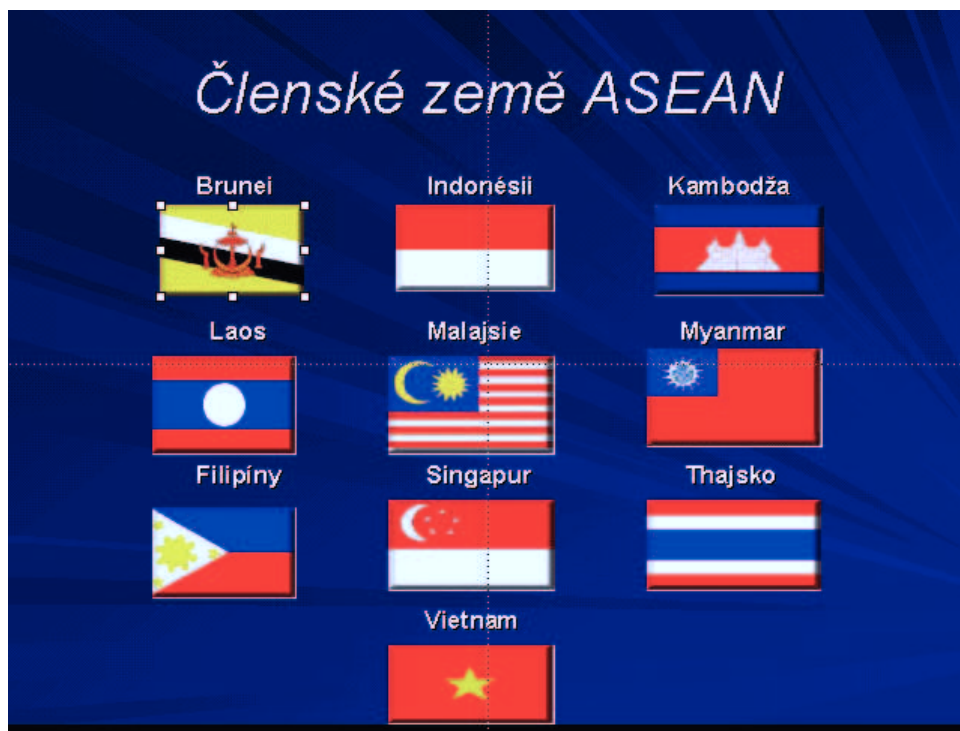 Členské země ASEAN
Brunei Indonésii Kambodža
Laos Malajsie Myanmar
Filipíny Singapur Thajsko
Vietnam